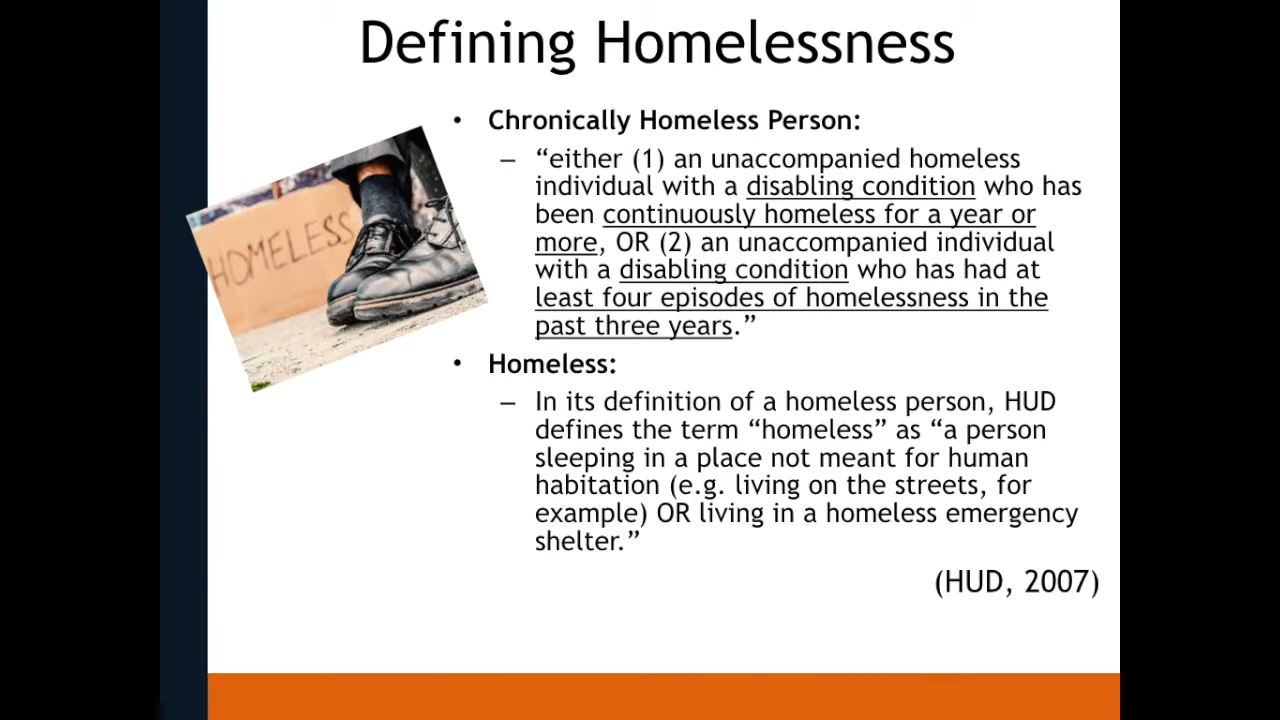 Defining Homelessness
HOMELESS
• Chronically Homeless Person:
– “either (1) an unaccompanied homeless
individual with a disabling condition who has
been continuously homeless for a year or
more, OR (2) an unaccompanied individual
with a disabling condition who has had at
least four episodes of homelessness in the
past three years.”
• Homeless:
– In its definition of a homeless person, HUD
defines the term “homeless” as “a person
sleeping in a place not meant for human
habitation (e.g. living on the streets, for
example) OR living in a homeless emergency
shelter.”
(HUD, 2007)